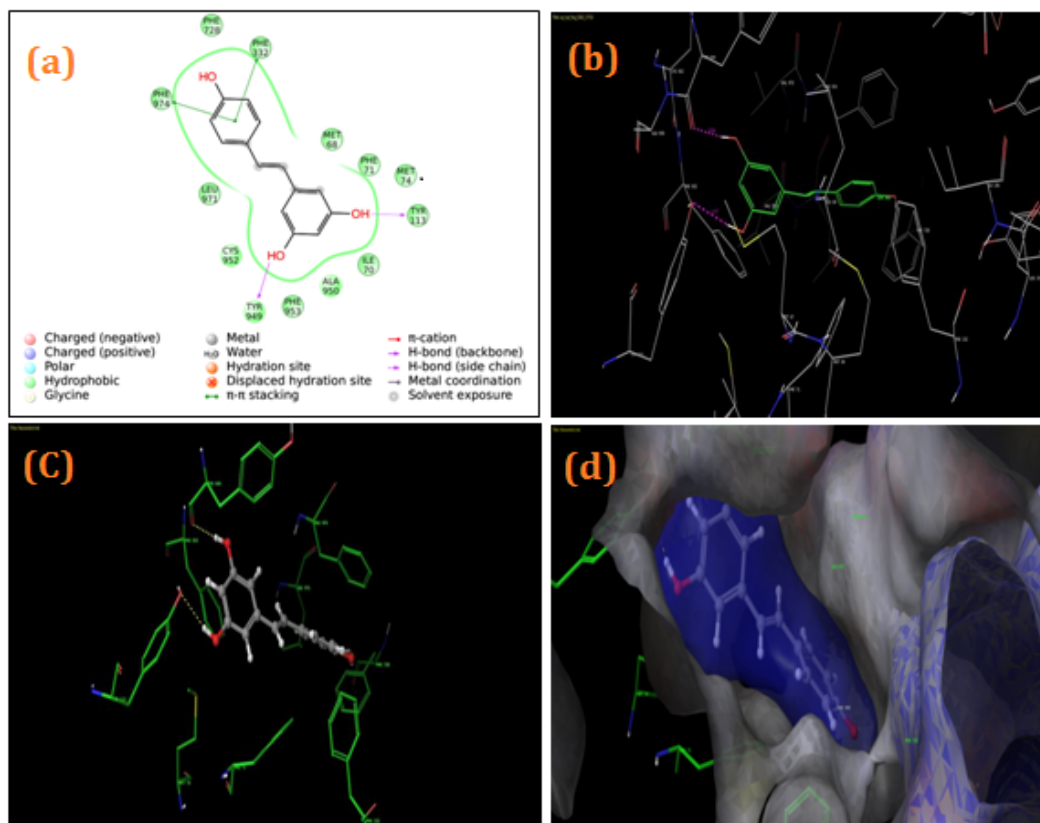 (a)
PHE
728
PHE
332
HO
PHE
974
MET
68
PHE
71
MET
74
LEU
971
OH
TYR
113
CYS
952
HO
ILE
70
ALA
950
TYR
949
PHE
953
Charged (negative)
Charged (positive)
Polar
Hydrophobic
Glycine
Metal
H₂O Water
Hydration site
Displaced hydration site
π-π stacking
π-cation
H-bond (backbone)
H-bond (side chain)
Metal coordination
Solvent exposure
(b)
(C)
(d)